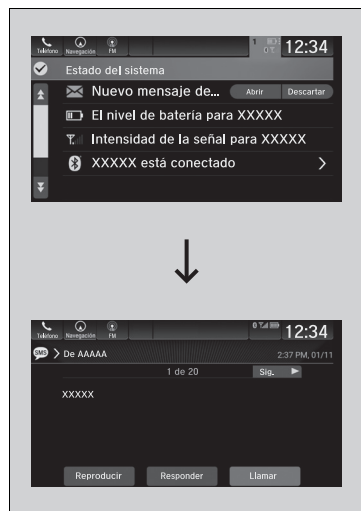 Teléfono Navegación FM 1 12:34
Estado del sistema
Nuevo mensaje de... Abrir Descartar
El nivel de batería para XXXXX
Intensidad de la señal para XXXXX
XXXXX está conectado
Teléfono Navegación FM 12:34
SMS De AAAAA 2:37 PM, 01/11
1 de 20 Sig.
XXXXX
Reproducir Responder Llamar